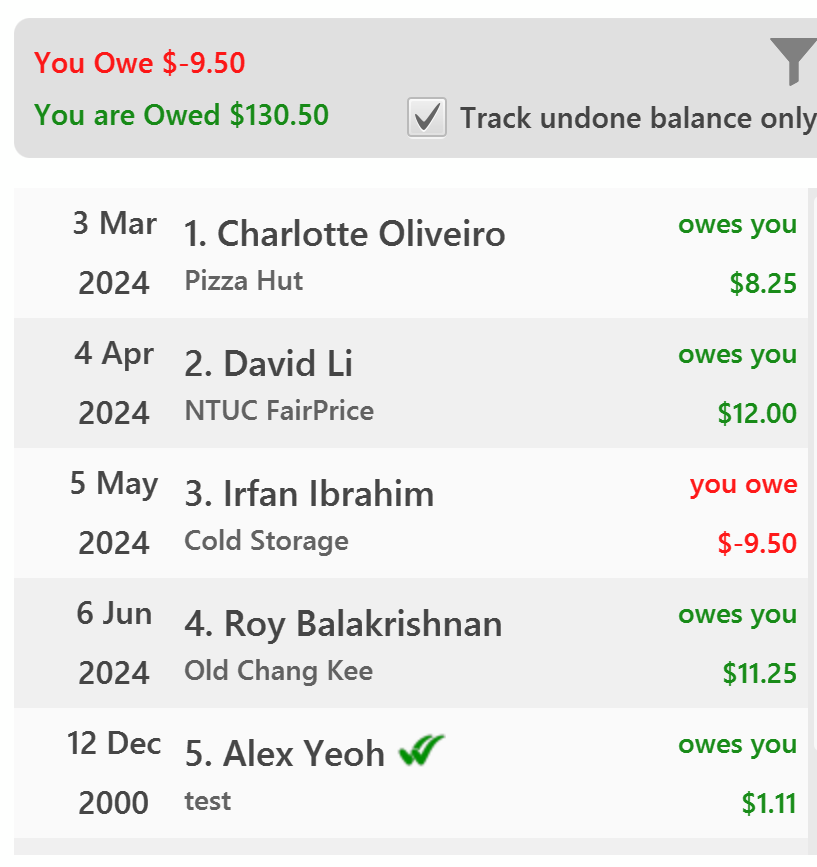 You Owe $-9.50
You are Owed $130.50
Track undone balance only
3 Mar 2024
1. Charlotte Oliveiro
Pizza Hut
owes you
$8.25
4 Apr 2024
2. David Li
NTUC FairPrice
owes you
$12.00
5 May 2024
3. Irfan Ibrahim
Cold Storage
you owe
$-9.50
6 Jun 2024
4. Roy Balakrishnan
Old Chang Kee
owes you
$11.25
12 Dec 2000
5. Alex Yeoh
test
owes you
$1.11